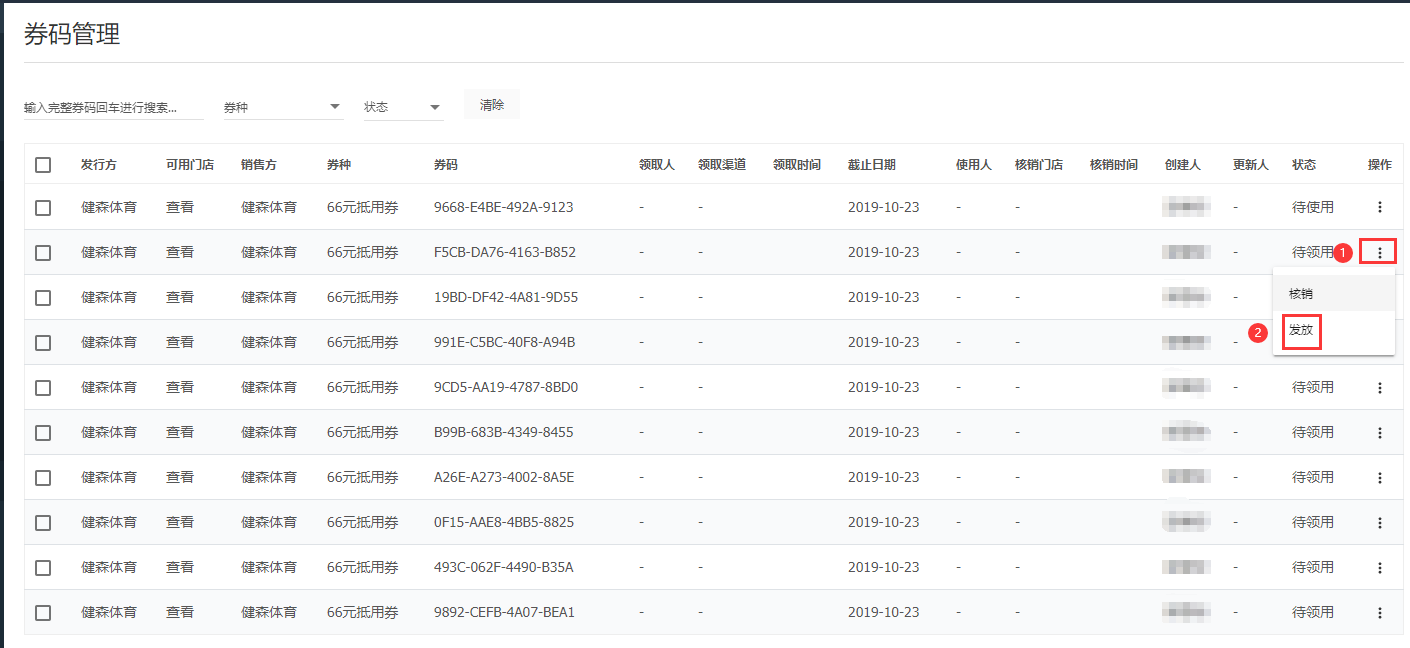 券码管理
输入完整券码回车进行搜索... 券种 状态 清除
发行方 可用门店 销售方 券种 券码 领取人 领取渠道 领取时间 截止日期 使用人 核销门店 核销时间 创建人 更新人 状态 操作
健森体育 查看 健森体育 66元抵用券 9668-E4BE-492A-9123 - - 2019-10-23 - - - 待使用
健森体育 查看 健森体育 66元抵用券 F5CB-DA76-4163-B852 - - 2019-10-23 - - - 待领用 1
健森体育 查看 健森体育 66元抵用券 19BD-DF42-4A81-9D55 - - 2019-10-23 - - - 核销
健森体育 查看 健森体育 66元抵用券 991E-C5BC-40F8-A94B - - 2019-10-23 - - - 2 发放
健森体育 查看 健森体育 66元抵用券 9CD5-AA19-4787-8BD0 - - 2019-10-23 - - - 待领用
健森体育 查看 健森体育 66元抵用券 B99B-683B-4349-8455 - - 2019-10-23 - - - 待领用
健森体育 查看 健森体育 66元抵用券 A26E-A273-4002-8A5E - - 2019-10-23 - - - 待领用
健森体育 查看 健森体育 66元抵用券 0F15-AAE8-4BB5-8825 - - 2019-10-23 - - - 待领用
健森体育 查看 健森体育 66元抵用券 493C-062F-4490-B35A - - 2019-10-23 - - - 待领用
健森体育 查看 健森体育 66元抵用券 9892-CEFB-4A07-BEA1 - - 2019-10-23 - - - 待领用